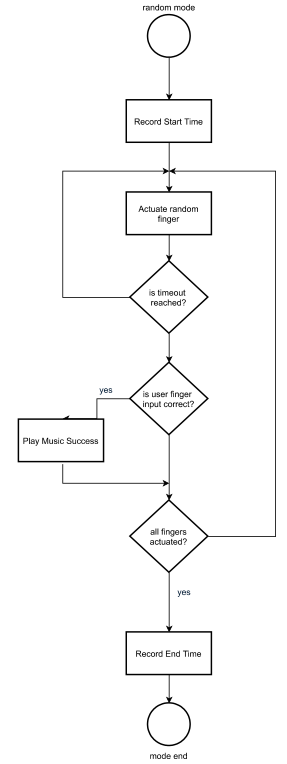 random mode
Record Start Time
Actuate random
finger
is timeout
reached?
is user finger
input correct?
yes
Play Music Success
all fingers
actuated?
yes
Record End Time
mode end